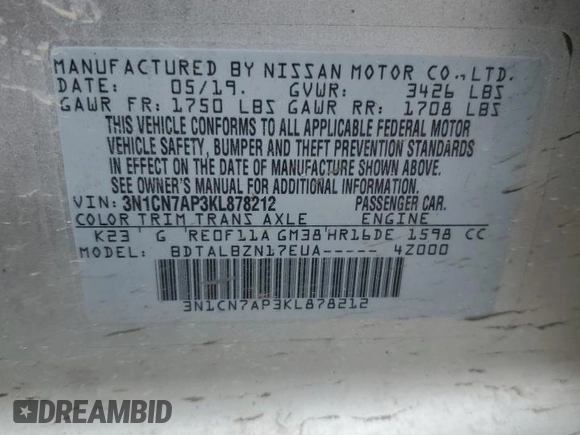 MANUFACTURED BY NISSAN MOTOR CO., LTD.
DATE: 05/19. GVWR: 3426 LBS
GAWR FR: 1750 LBS GAWR RR: 1708 LBS
THIS VEHICLE CONFORMS TO ALL APPLICABLE FEDERAL MOTOR
VEHICLE SAFETY, BUMPER AND THEFT PREVENTION STANDARDS
IN EFFECT ON THE DATE OF MANUFACTURE SHOWN ABOVE.
SEE OWNER'S MANUAL FOR ADDITIONAL INFORMATION.
VIN: 3N1CN7AP3KL878212 PASSENGER CAR.
COLOR TRIM TRANS AXLE ENGINE
K23 G RE0F11A GM38 HR16DE 1598 CC
MODEL: BDTALBZN17EUA----- 4Z000
3N1CN7AP3KL878212
DREAMBID